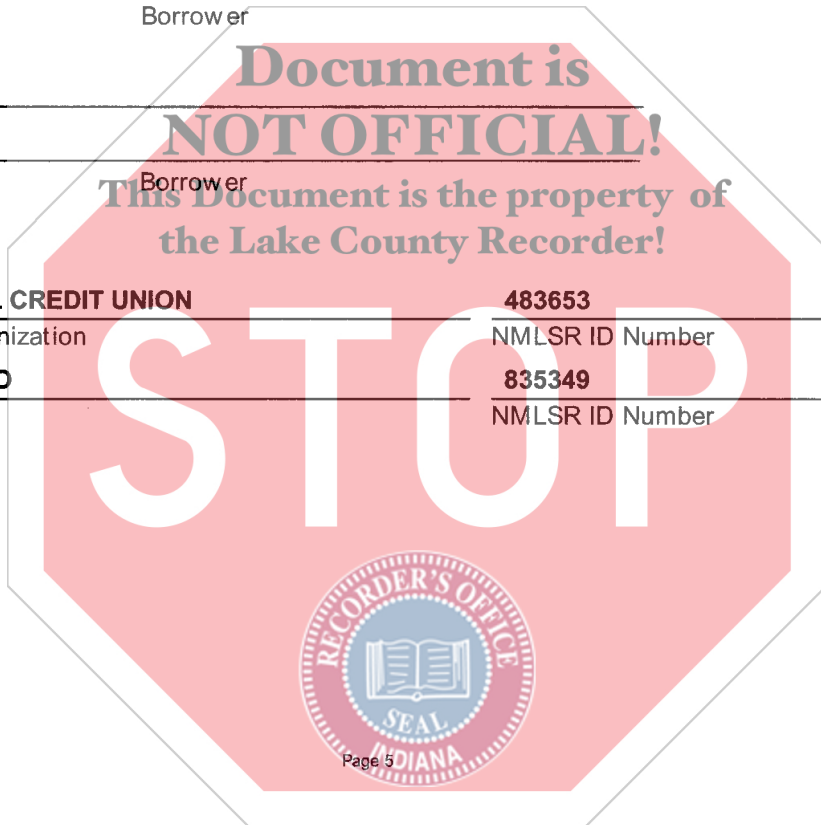 Borrower
Document is
NOT OFFICIAL!
Borrower
This Document is the property of
the Lake County Recorder!
CREDIT UNION 483653
nization NMLSR ID Number
835349
NMLSR ID Number
STOP
RECORDER'S OFFICE
SEAL
INDIANA
Page 5